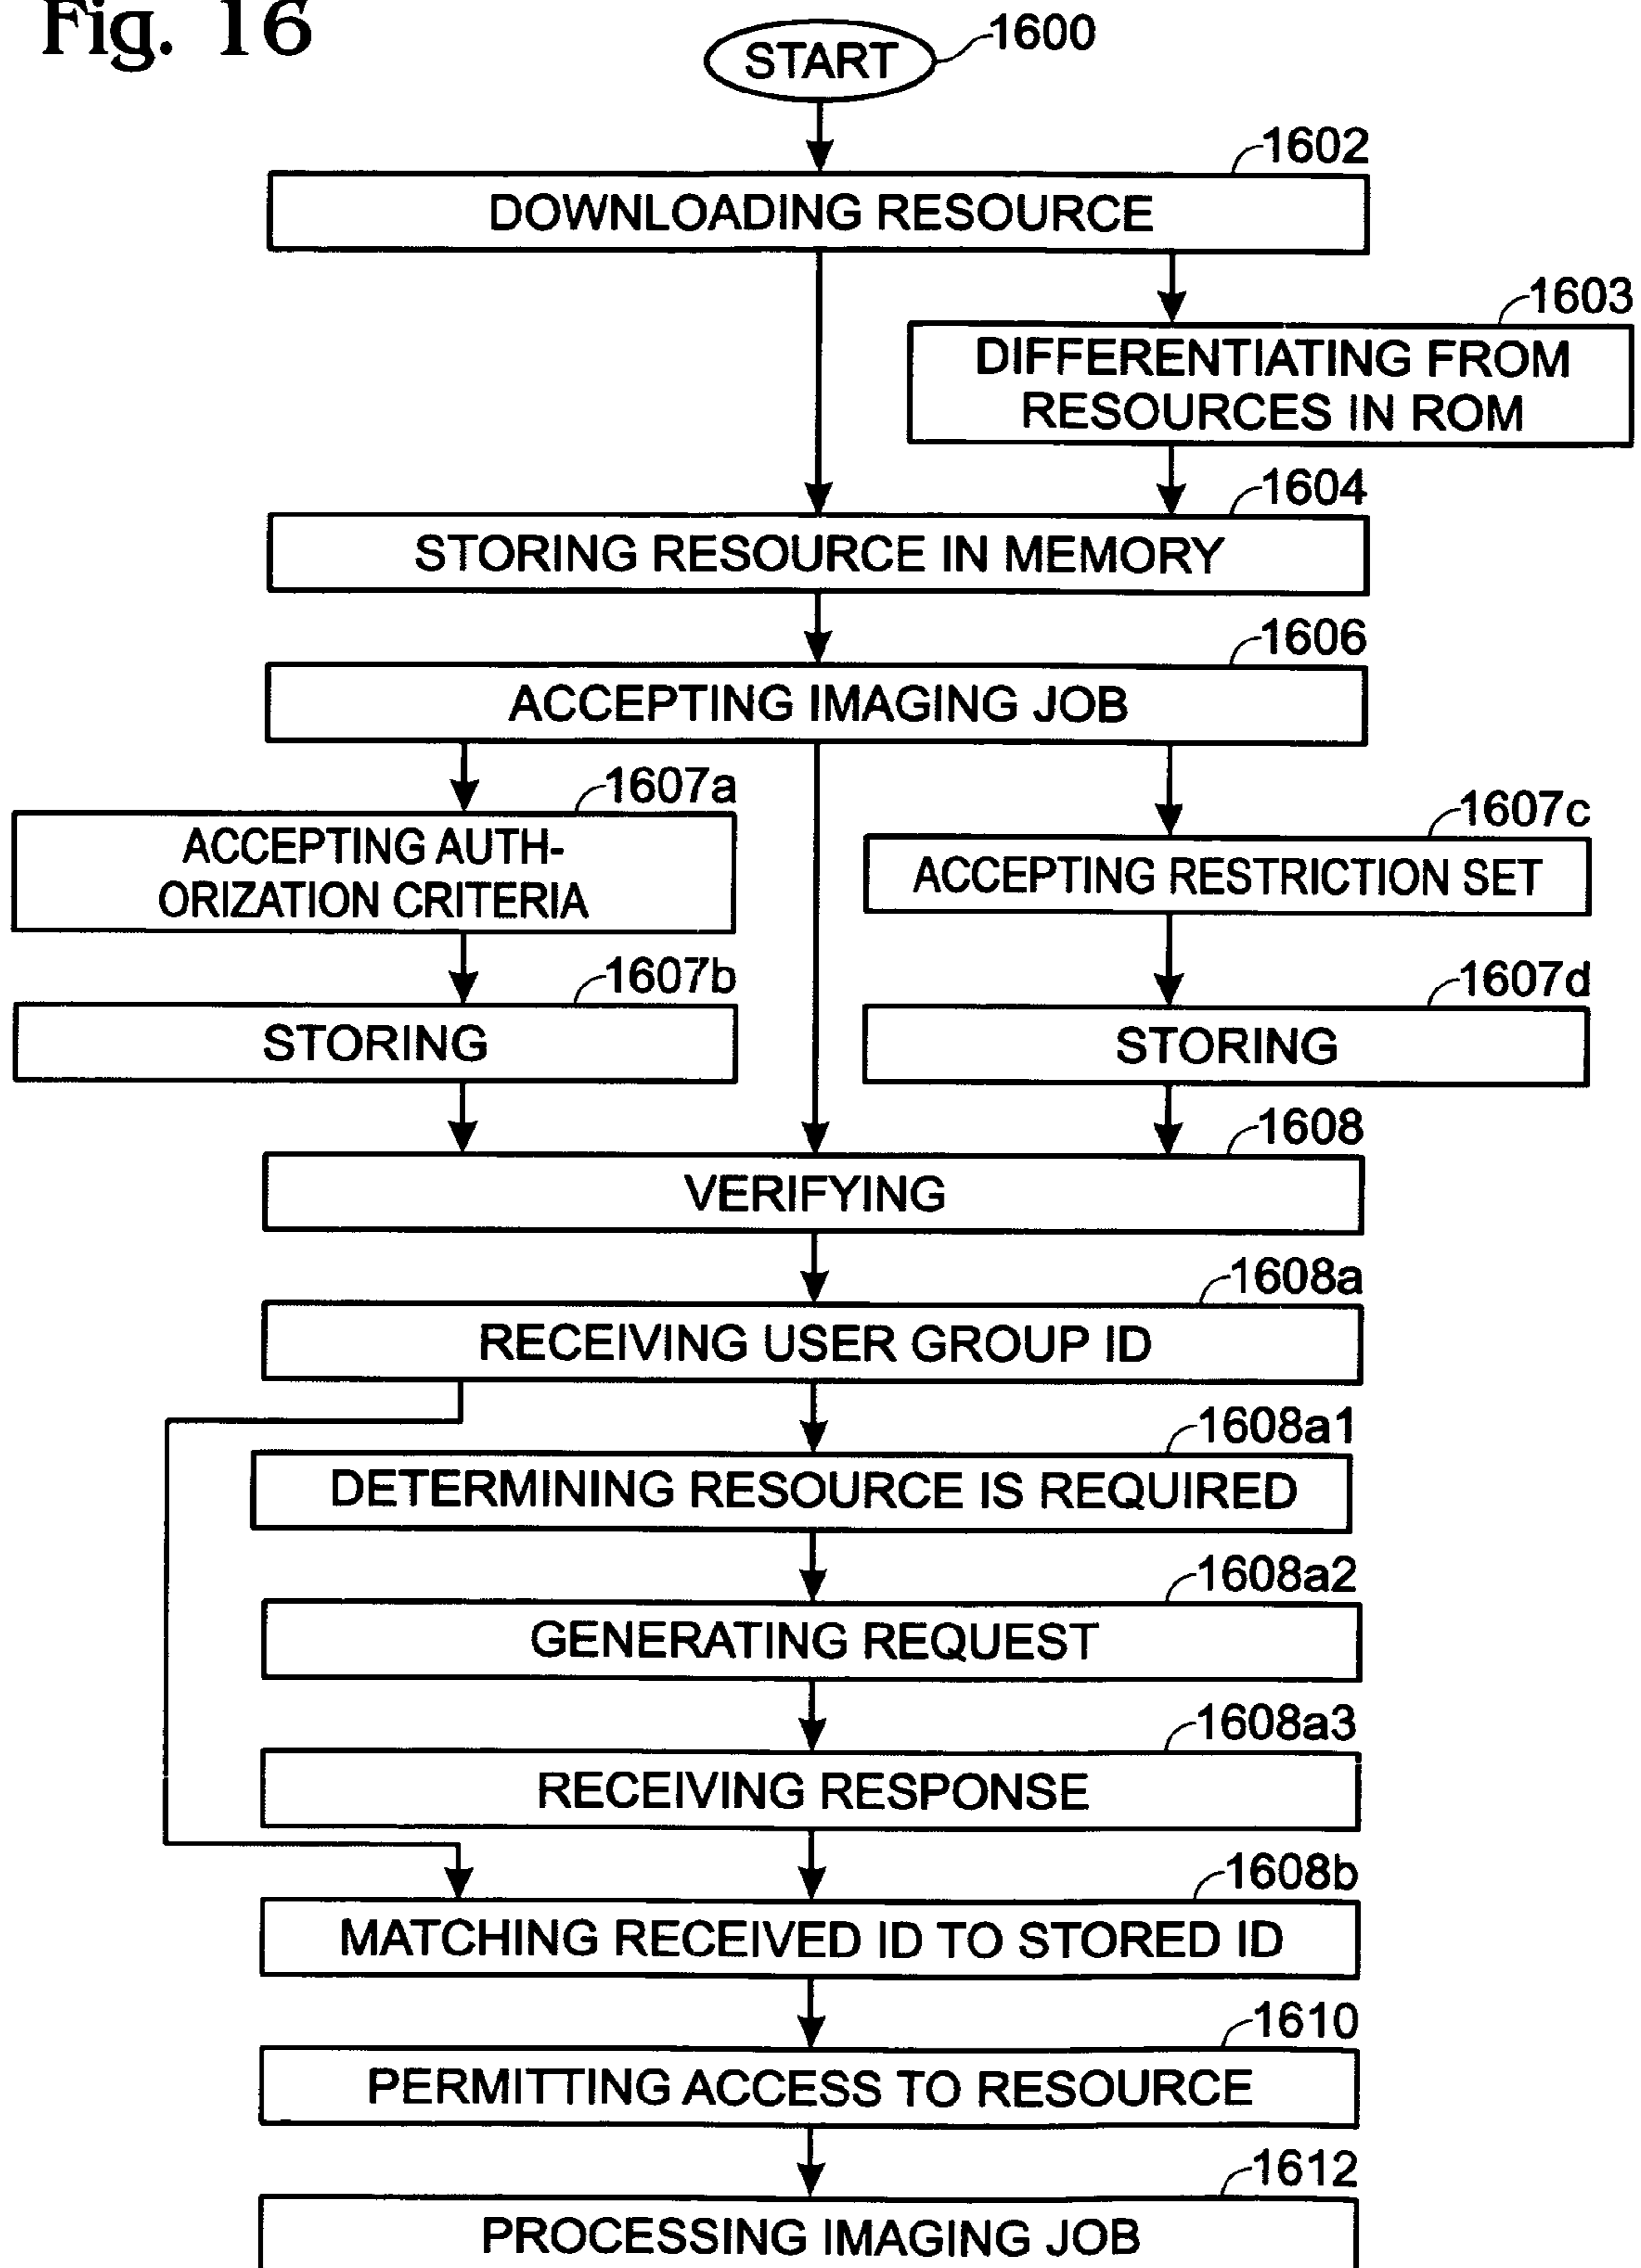 Fig. 16
START
1600
1602
DOWNLOADING RESOURCE
1603
DIFFERENTIATING FROM
RESOURCES IN ROM
1604
STORING RESOURCE IN MEMORY
1606
ACCEPTING IMAGING JOB
1607a
ACCEPTING AUTH-
ORIZATION CRITERIA
1607c
ACCEPTING RESTRICTION SET
1607b
STORING
1607d
STORING
1608
VERIFYING
1608a
RECEIVING USER GROUP ID
1608a1
DETERMINING RESOURCE IS REQUIRED
1608a2
GENERATING REQUEST
1608a3
RECEIVING RESPONSE
1608b
MATCHING RECEIVED ID TO STORED ID
1610
PERMITTING ACCESS TO RESOURCE
1612
PROCESSING IMAGING JOB